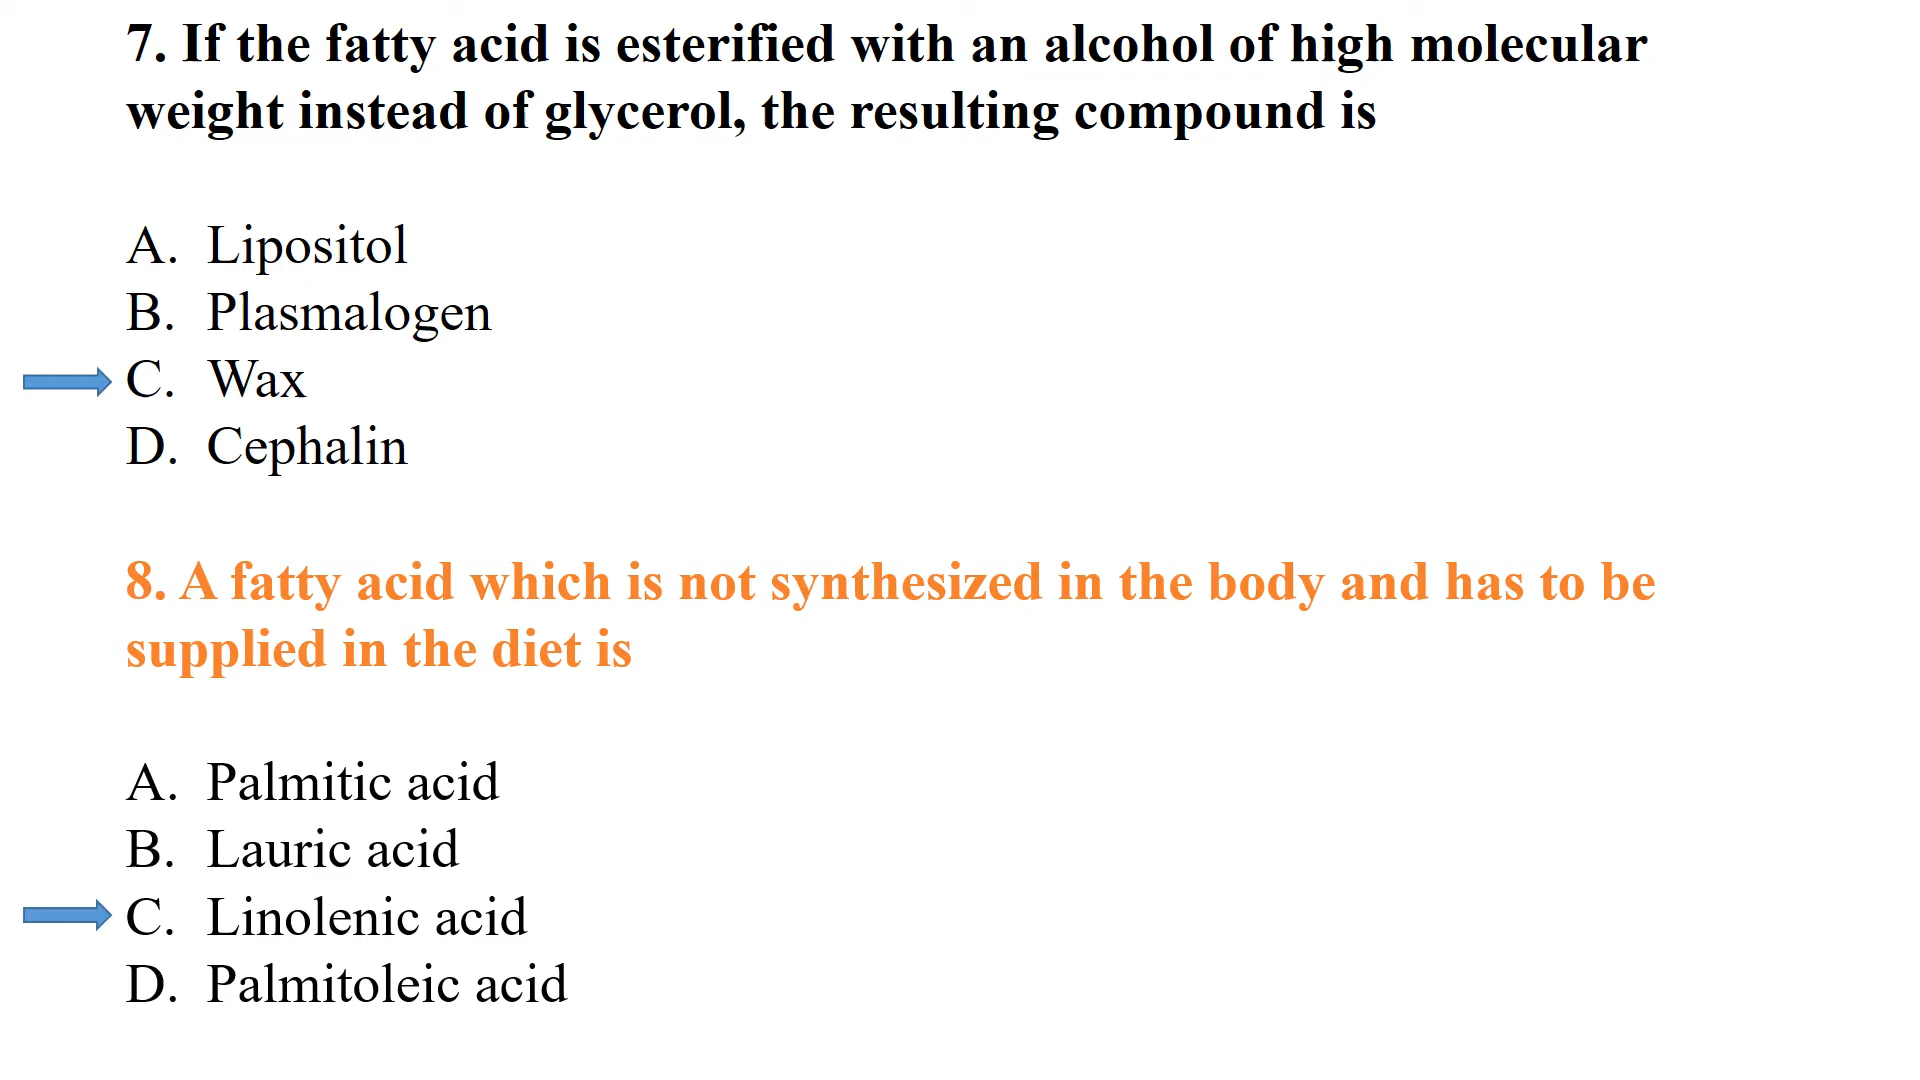 7. If the fatty acid is esterified with an alcohol of high molecular
weight instead of glycerol, the resulting compound is
A. Lipositol
B. Plasmalogen
C. Wax
D. Cephalin
8. A fatty acid which is not synthesized in the body and has to be
supplied in the diet is
A. Palmitic acid
B. Lauric acid
C. Linolenic acid
D. Palmitoleic acid